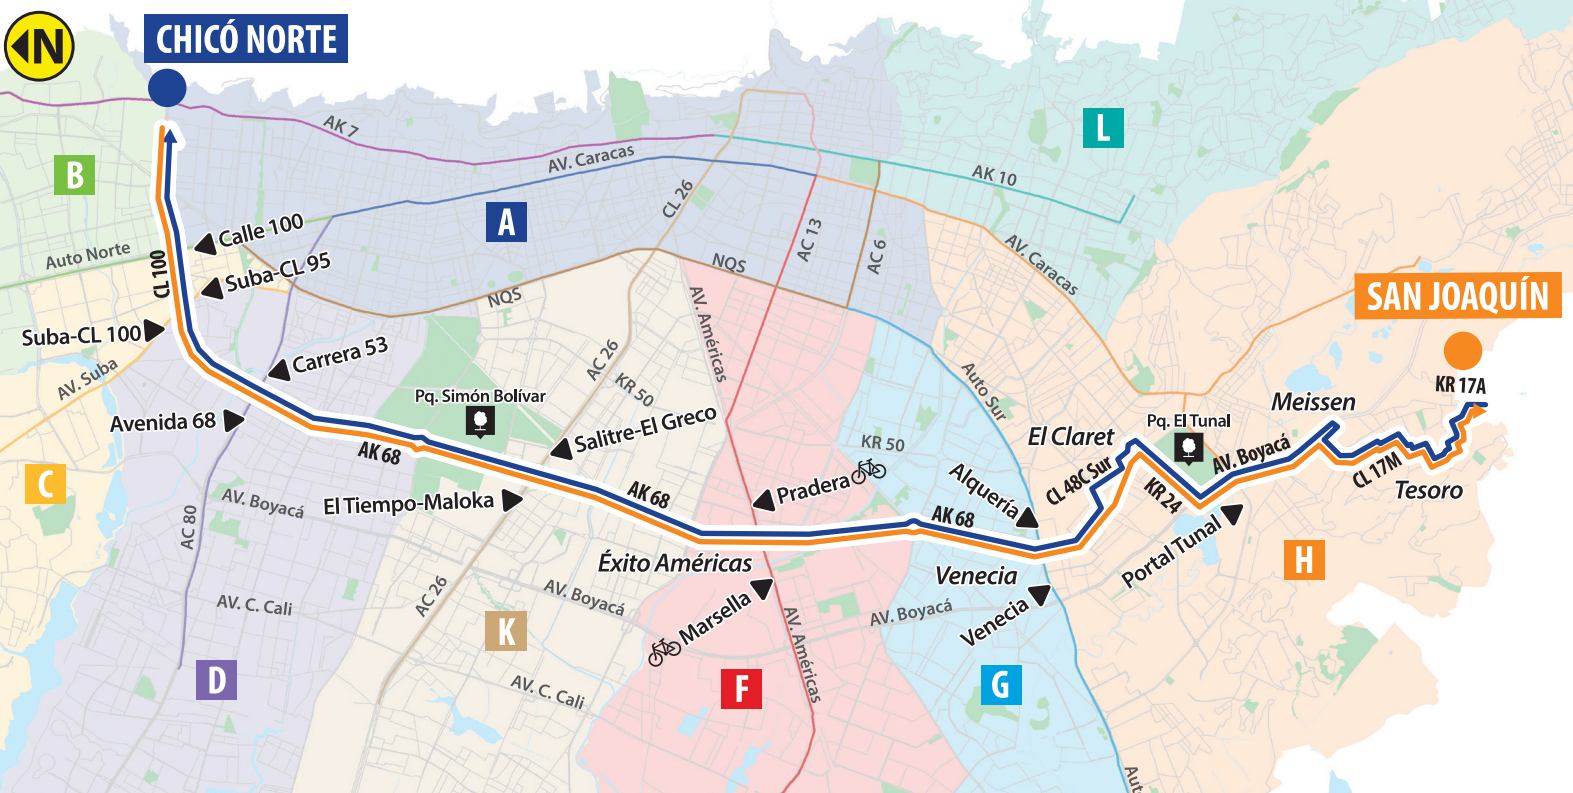 N
CHICÓ NORTE
AK 7
AV. Caracas
L
AK 10
B
A
CL 26
AC 13
AC 6
Calle 100
Auto Norte
CL 100
Suba-CL 95
NQS
NQS
AV. Caracas
SAN JOAQUÍN
Suba-CL 100
AV. Suba
Carrera 53
AV. Américas
AC 26
KR 50
Auto Sur
KR 17A
Pq. Simón Bolívar
Meissen
Avenida 68
Salitre-El Greco
Pq. El Tunal
El Claret
KR 50
AK 68
AV. Boyacá
C
AV. Boyacá
El Tiempo-Maloka
AK 68
Pradera
Alquería
CL 48C Sur
KR 24
CL 17M
Tesoro
AC 80
AK 68
Portal Tunal
Éxito Américas
Venecia
H
AV. C. Cali
AC 26
AV. Boyacá
Marsella
AV. Boyacá
Venecia
K
AV. Américas
D
AV. C. Cali
F
G
Aut